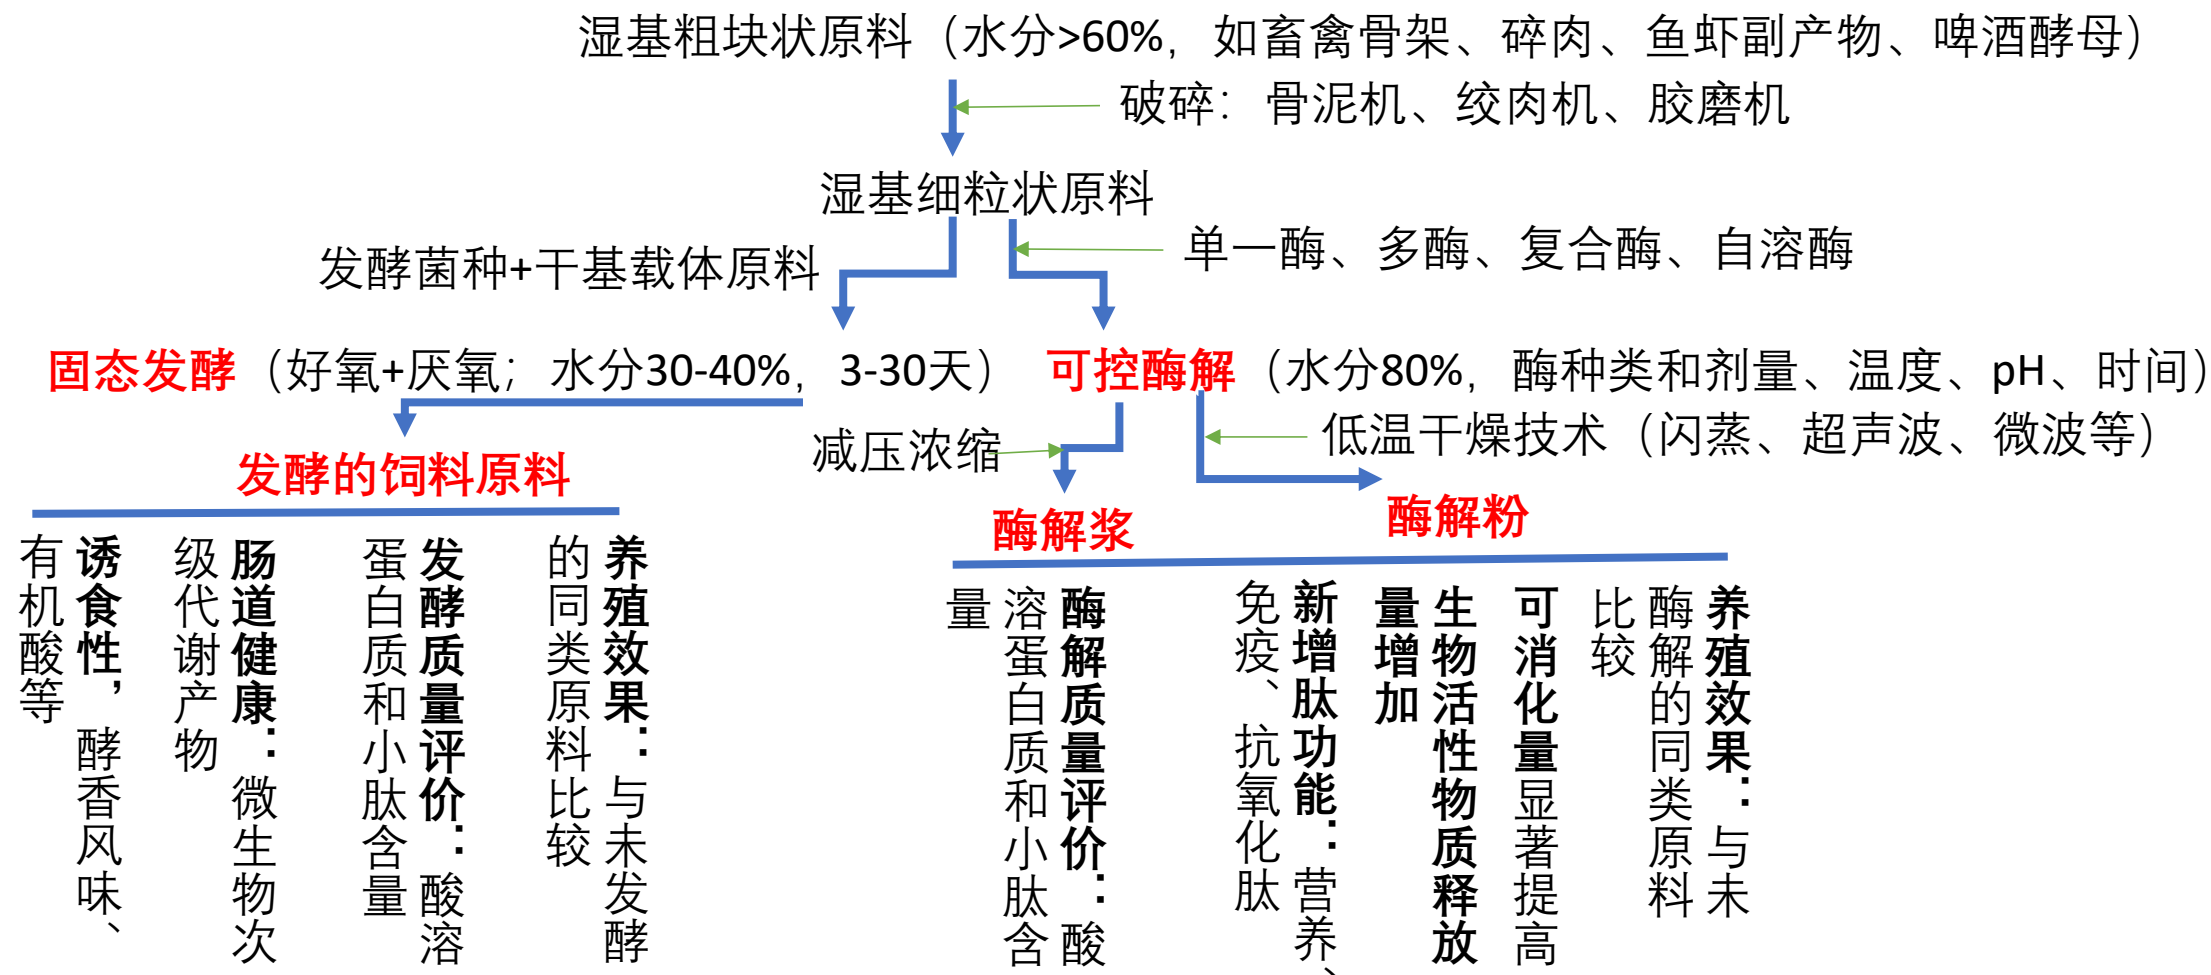 湿基粗块状原料（水分>60%，如畜禽骨架、碎肉、鱼虾副产物、啤酒酵母）
破碎：骨泥机、绞肉机、胶磨机
湿基细粒状原料
单一酶、多酶、复合酶、自溶酶
发酵菌种+干基载体原料
固态发酵（好氧+厌氧；水分30-40%，3-30天）
可控酶解（水分80%，酶种类和剂量、温度、pH、时间）
减压浓缩
低温干燥技术（闪蒸、超声波、微波等）
发酵的饲料原料
酶解浆
酶解粉
诱食性，酵香风味、
有机酸等
肠道健康：微生物次
级代谢产物
发酵质量评价：酸溶
蛋白质和小肽含量
养殖效果：与未发酵
的同类原料比较
酶解质量评价：酸
溶蛋白质和小肽含
量
新增肽功能：营养、
免疫、抗氧化肽
生物活性物质释放
量增加
可消化量显著提高
养殖效果：与未
酶解的同类原料
比较